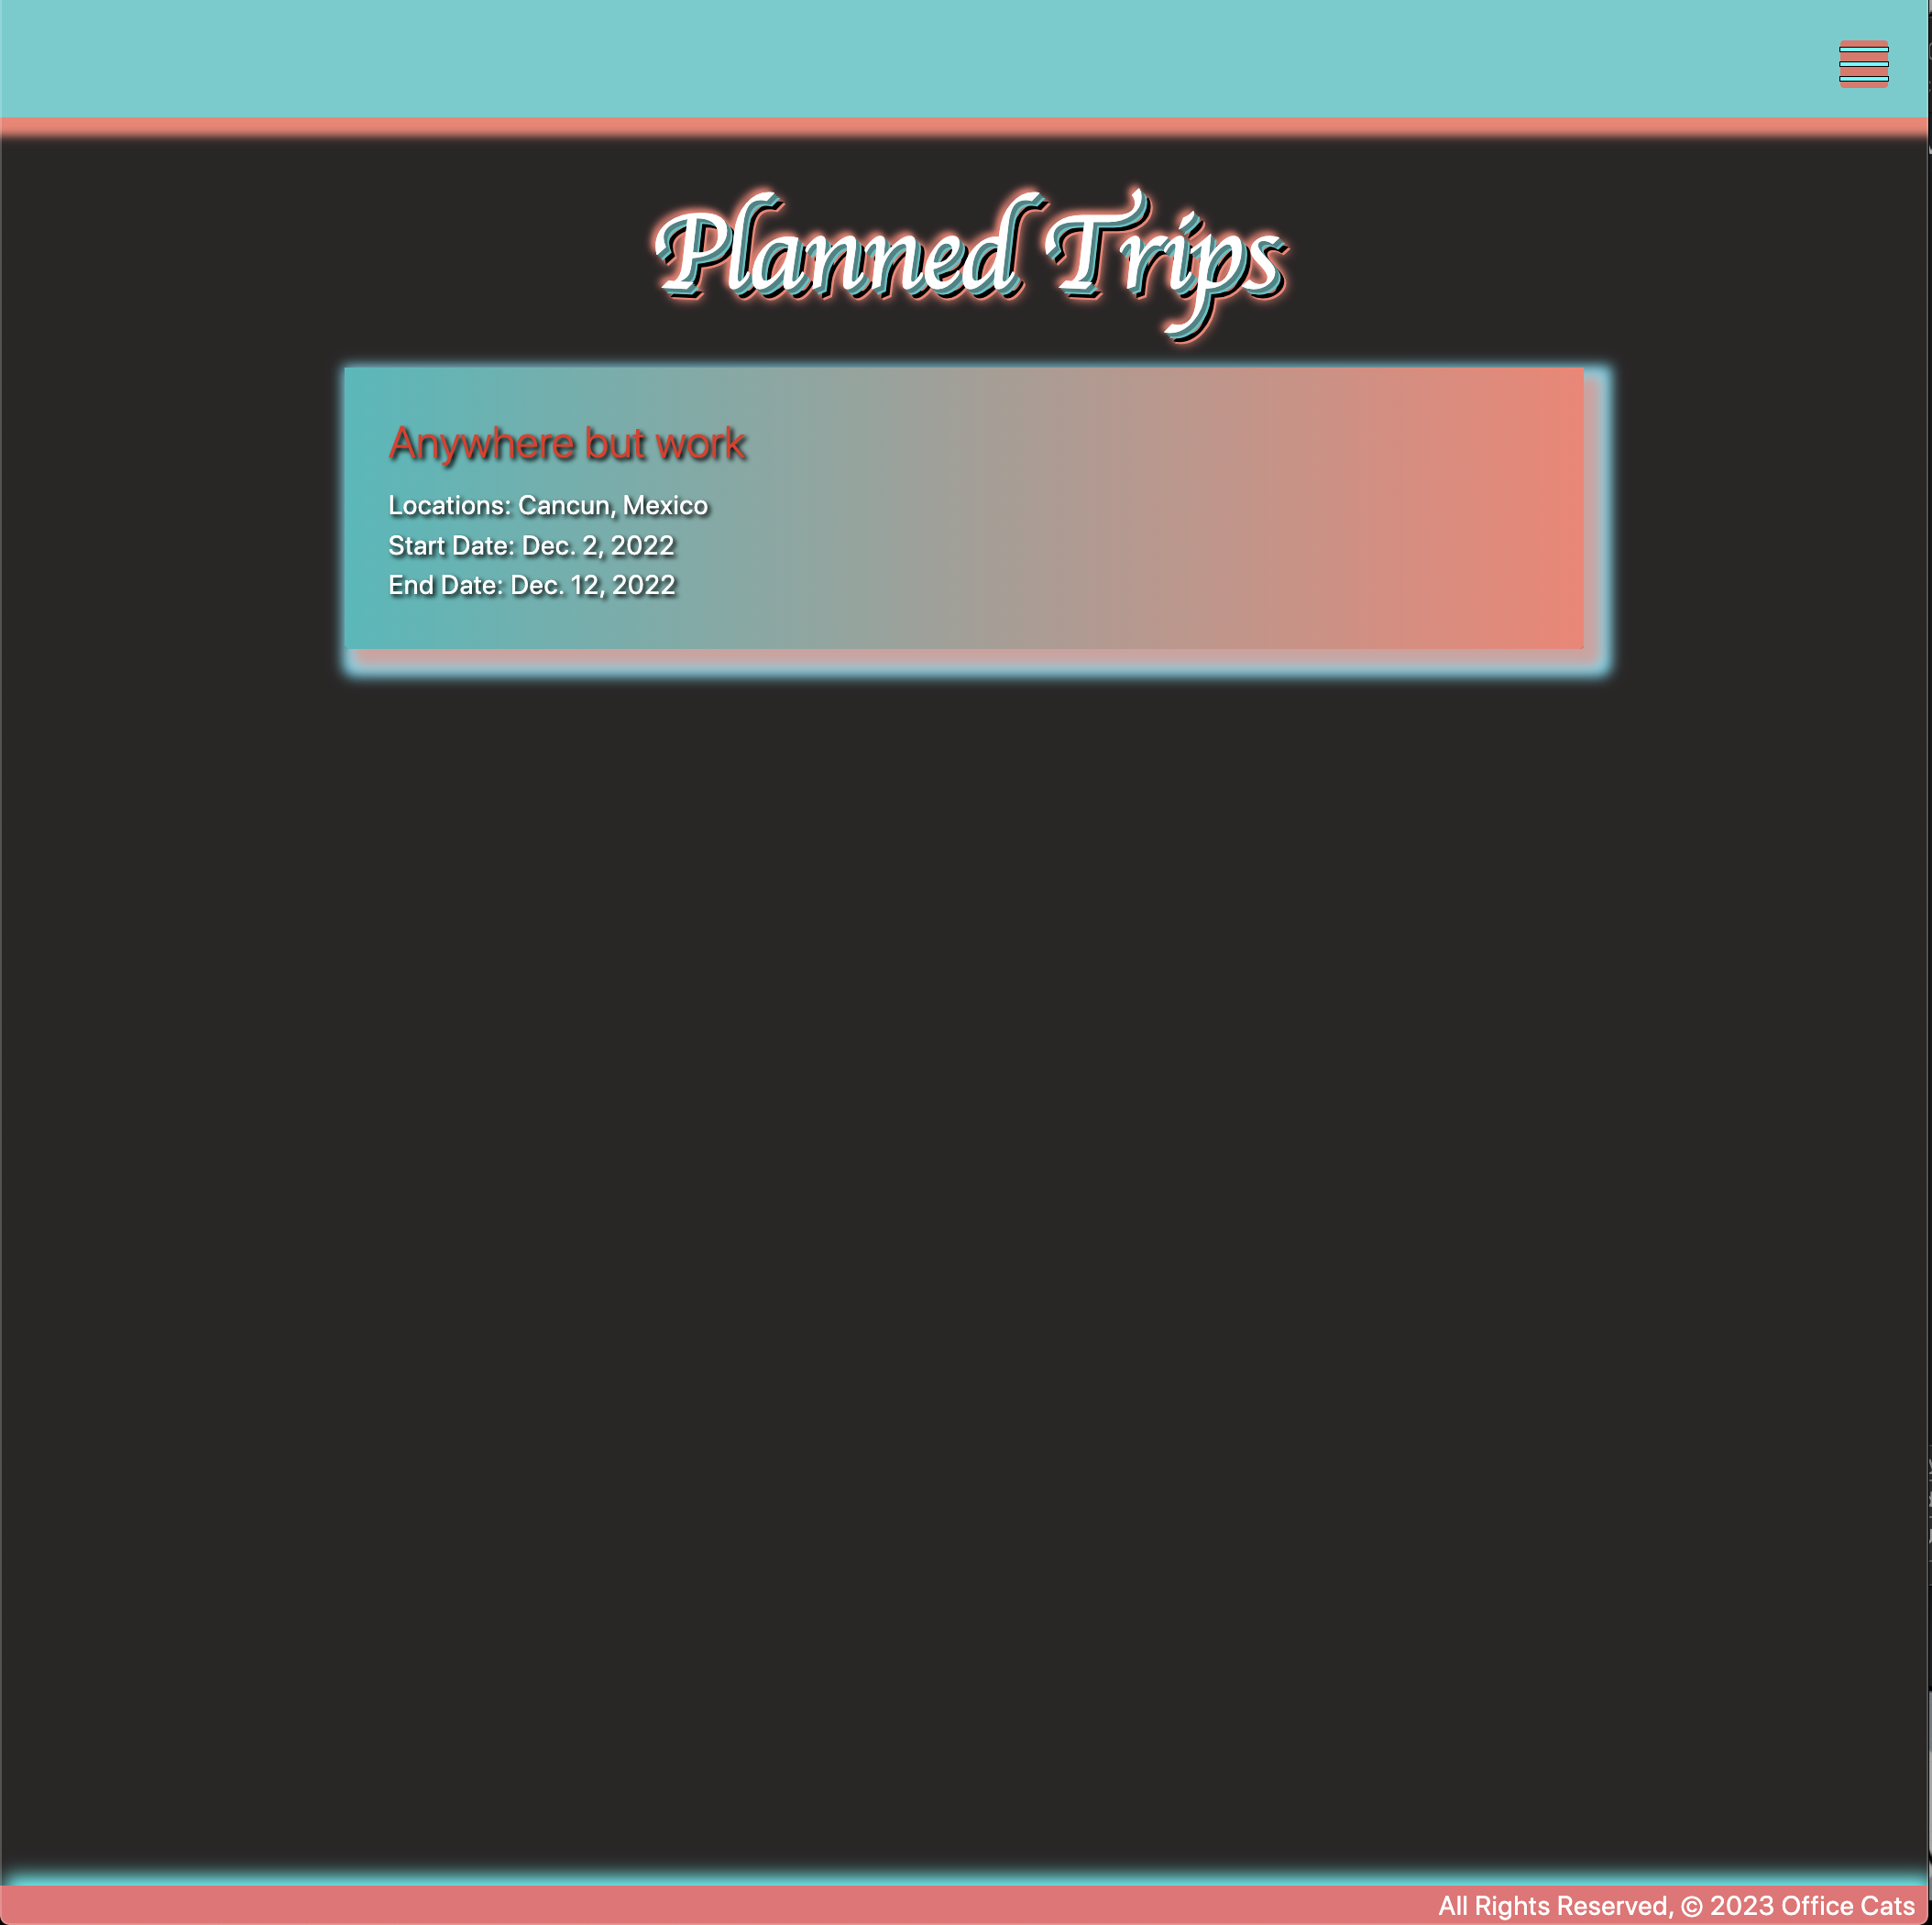 Planned Trips
Anywhere but work
Locations: Cancun, Mexico
Start Date: Dec. 2, 2022
End Date: Dec. 12, 2022
All Rights Reserved, © 2023 Office Cats